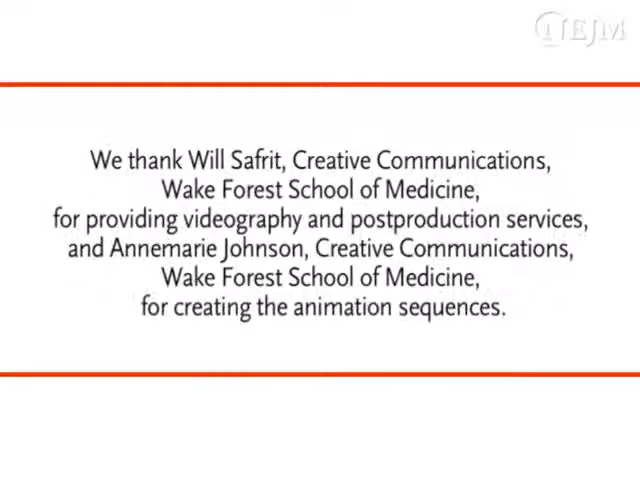 NEJM
We thank Will Safrit, Creative Communications,
Wake Forest School of Medicine,
for providing videography and postproduction services,
and Annemarie Johnson, Creative Communications,
Wake Forest School of Medicine,
for creating the animation sequences.